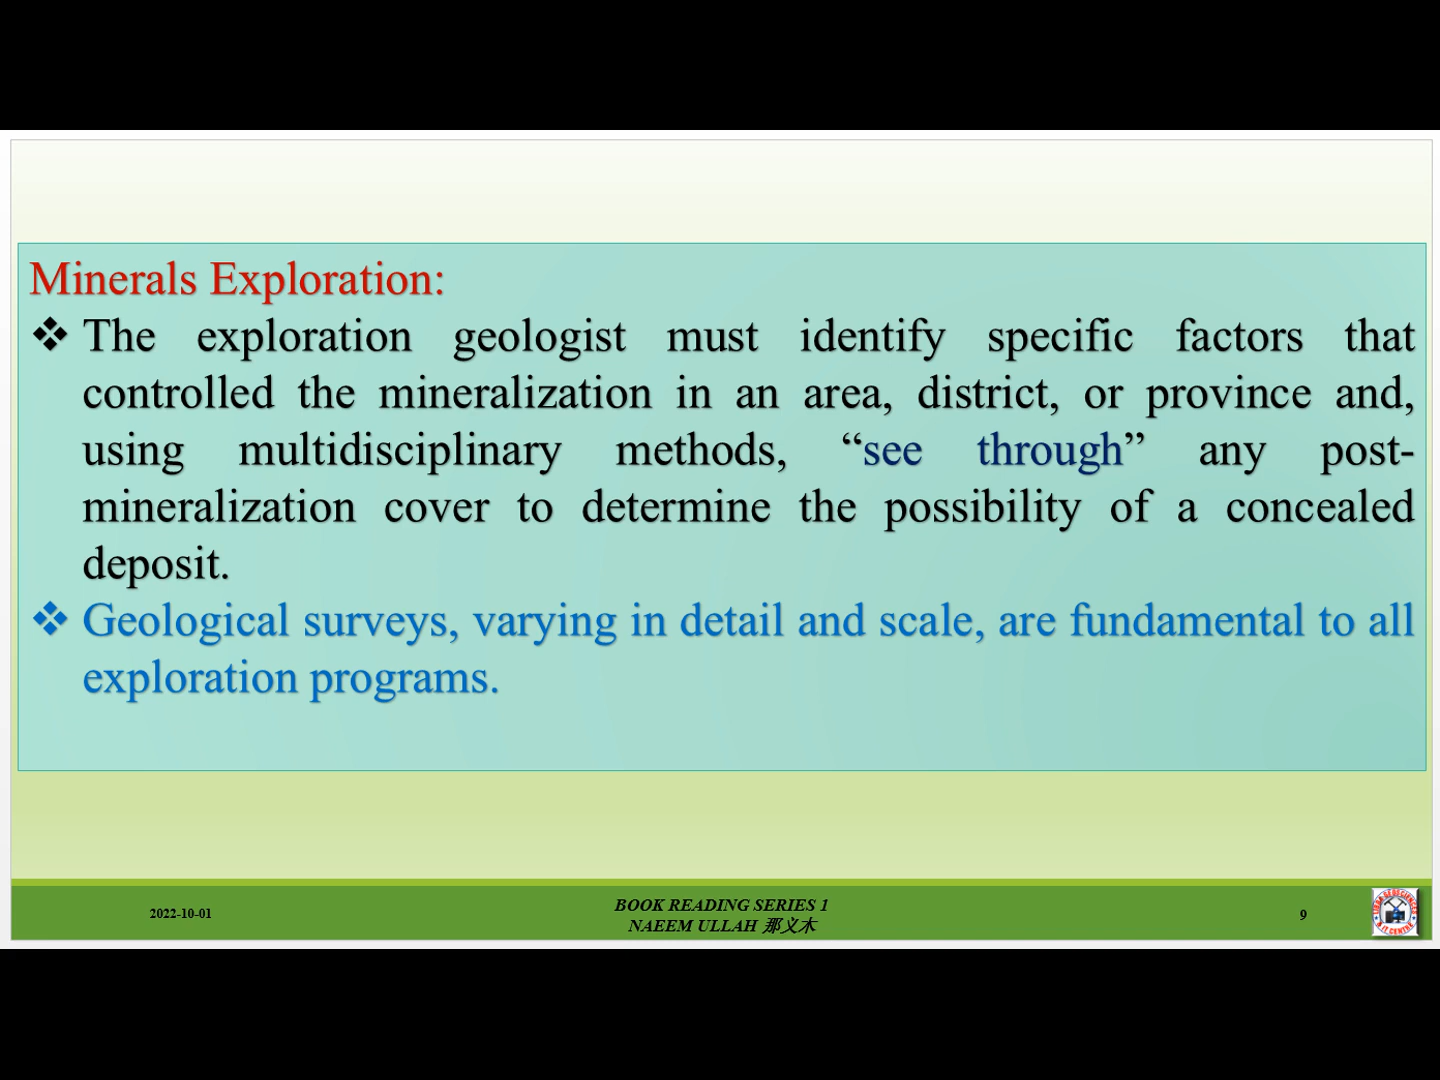 Minerals Exploration:
❖ The exploration geologist must identify specific factors that
controlled the mineralization in an area, district, or province and,
using multidisciplinary methods, “see through” any post-
mineralization cover to determine the possibility of a concealed
deposit.
❖ Geological surveys, varying in detail and scale, are fundamental to all
exploration programs.
2022-10-01
BOOK READING SERIES 1
NAEEM ULLAH 那义木
9
& IT CENTRE